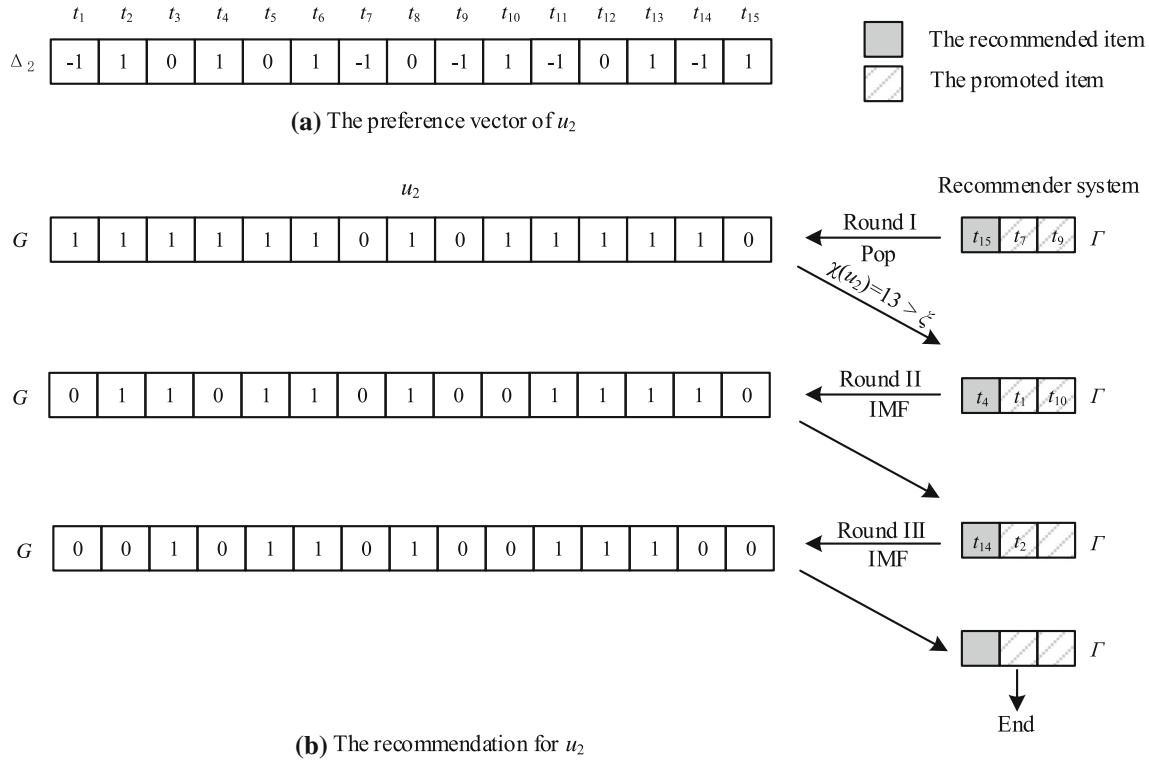 t1 t2 t3 t4 t5 t6 t7 t8 t9 t10 t11 t12 t13 t14 t15
Δ2 -1 1 0 1 0 1 -1 0 -1 1 -1 0 1 -1 1
The recommended item
The promoted item
(a) The preference vector of u2
u2
Recommender system
G 1 1 1 1 1 1 0 1 0 1 1 1 1 1 0
Round I
Pop
t15 t7 t9 Γ
χ(u2)=13 > ξ
G 0 1 1 0 1 1 0 1 0 0 1 1 1 1 0
Round II
IMF
t4 t1 t10 Γ
G 0 0 1 0 1 1 0 1 0 0 1 1 1 0 0
Round III
IMF
t14 t2 Γ
Γ
End
(b) The recommendation for u2